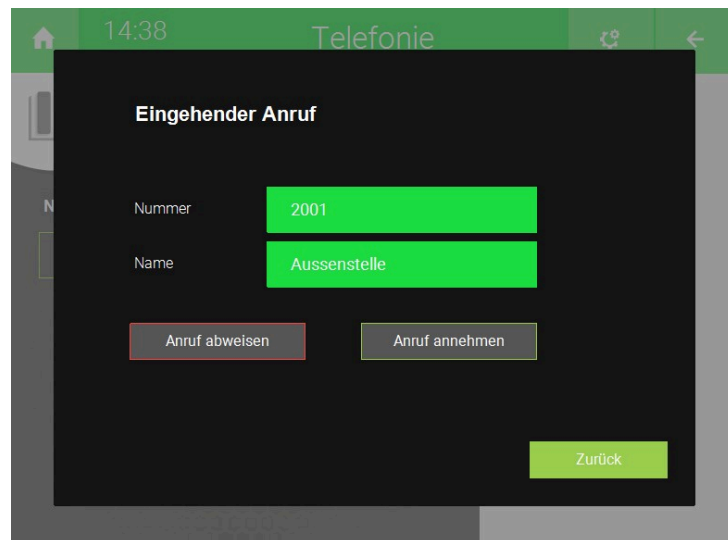 14:38
Telefonie
Eingehender Anruf
N
Nummer
2001
Name
Aussenstelle
Anruf abweisen
Anruf annehmen
Zurück